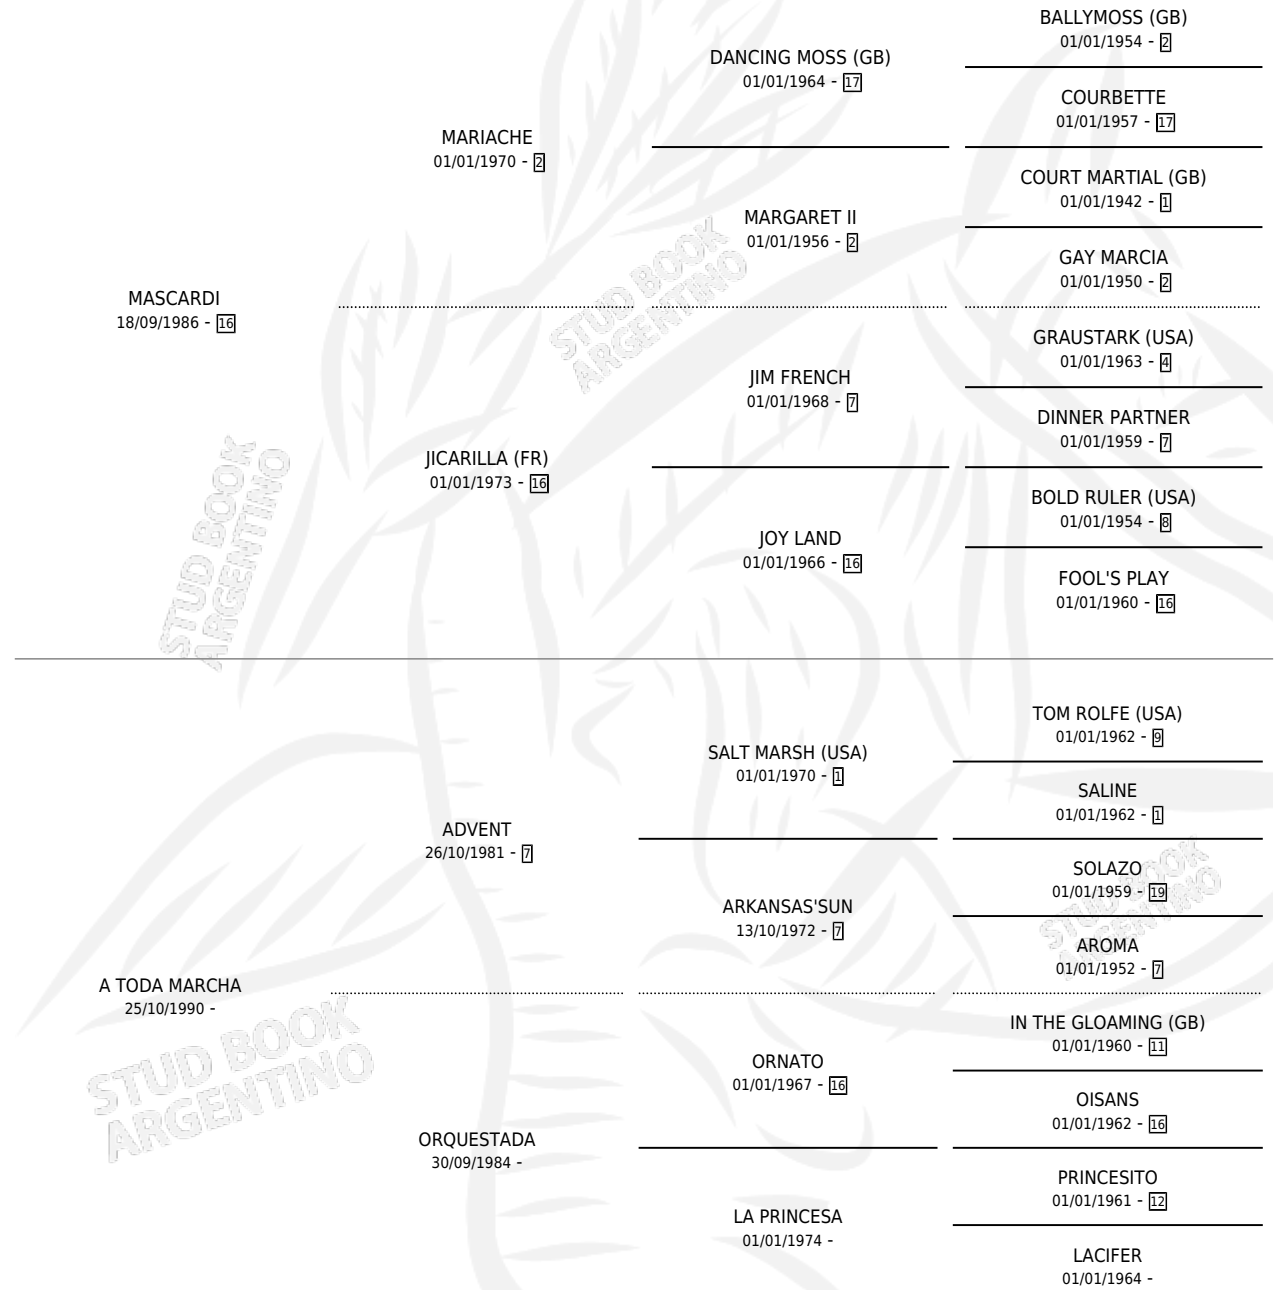 BALLYMOSS (GB)
01/01/1954 - 2
DANCING MOSS (GB)
01/01/1964 - 17
COURBETTE
01/01/1957 - 17
MARIACHE
01/01/1970 - 2
COURT MARTIAL (GB)
01/01/1942 - 1
MARGARET II
01/01/1956 - 2
GAY MARCIA
01/01/1950 - 2
MASCARDI
18/09/1986 - 16
GRAUSTARK (USA)
01/01/1963 - 4
JIM FRENCH
01/01/1968 - 7
DINNER PARTNER
01/01/1959 - 7
JICARILLA (FR)
01/01/1973 - 16
BOLD RULER (USA)
01/01/1954 - 8
JOY LAND
01/01/1966 - 16
FOOL'S PLAY
01/01/1960 - 16
TOM ROLFE (USA)
01/01/1962 - 9
SALT MARSH (USA)
01/01/1970 - 1
SALINE
01/01/1962 - 1
ADVENT
26/10/1981 - 7
SOLAZO
01/01/1959 - 19
ARKANSAS'SUN
13/10/1972 - 7
AROMA
01/01/1952 - 7
A TODA MARCHA
25/10/1990 -
IN THE GLOAMING (GB)
01/01/1960 - 11
ORNATO
01/01/1967 - 16
OISANS
01/01/1962 - 16
ORQUESTADA
30/09/1984 -
PRINCESITO
01/01/1961 - 12
LA PRINCESA
01/01/1974 -
LACIFER
01/01/1964 -
STUD BOOK
ARGENTINO
STUD BOOK
ARGENTINO
STUD BOOK
ARGENTINO
STUD BOOK
ARGENTINO